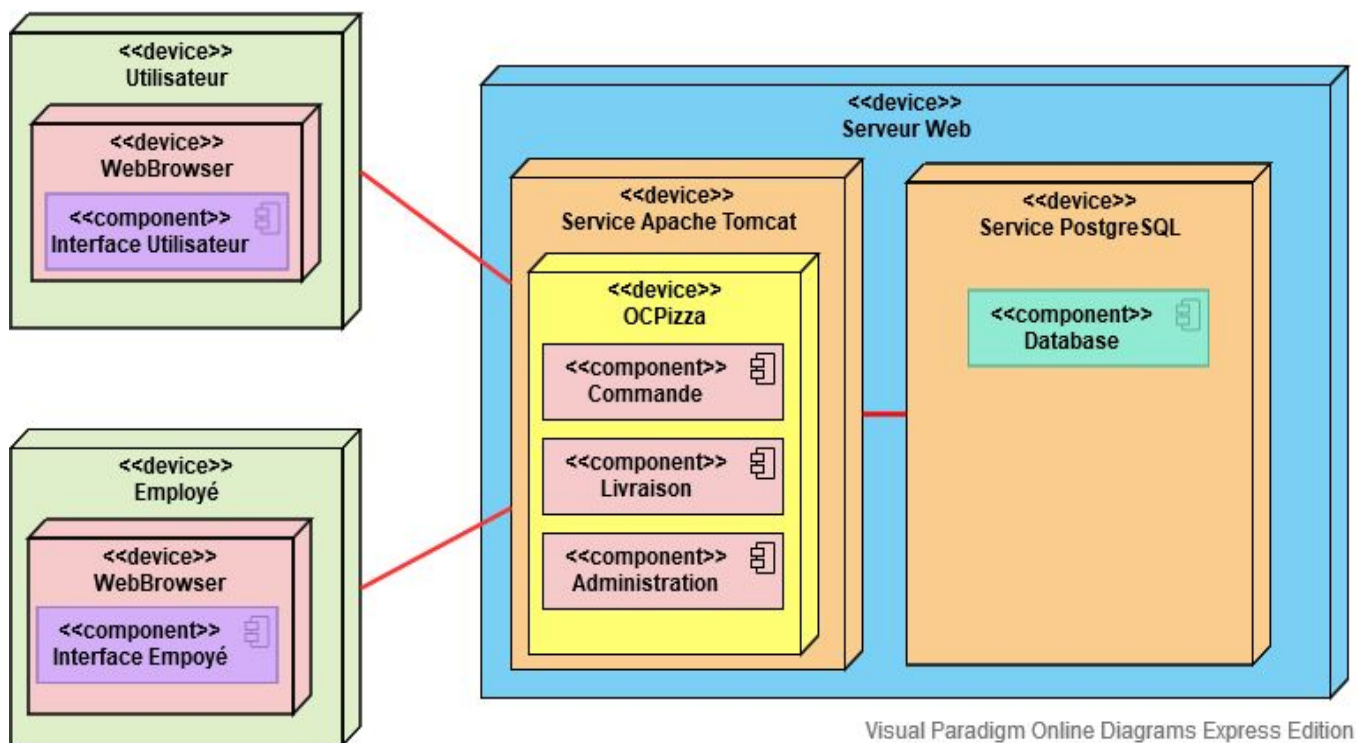 <<device>>
Utilisateur
<<device>>
WebBrowser
<<component>>
Interface Utilisateur
<<device>>
Employé
<<device>>
WebBrowser
<<component>>
Interface Empoyé
<<device>>
Serveur Web
<<device>>
Service Apache Tomcat
<<device>>
OCPizza
<<component>>
Commande
<<component>>
Livraison
<<component>>
Administration
<<device>>
Service PostgreSQL
<<component>>
Database
Visual Paradigm Online Diagrams Express Edition